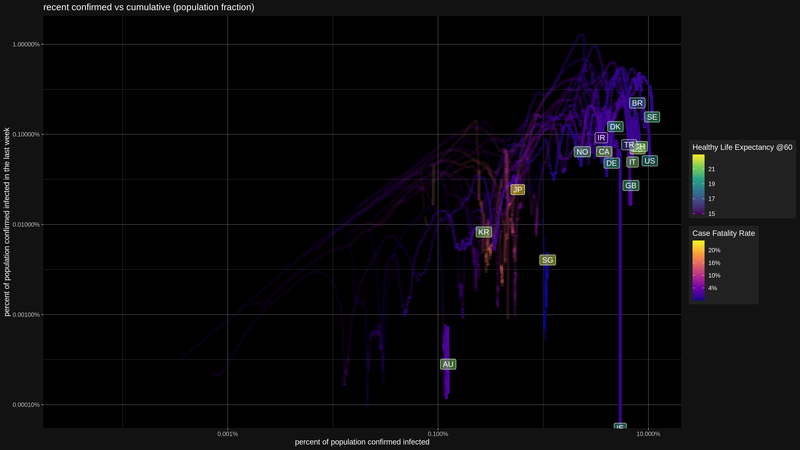 recent confirmed vs cumulative (population fraction)
percent of population confirmed infected in the last week
1.00000%
0.10000%
0.01000%
0.00100%
0.00010%
BR
SE
DK
IR
TR
CH
NO
CA
DE
IT
US
GB
JP
KR
SG
AU
IE
0.001%
0.100%
10.000%
percent of population confirmed infected
Healthy Life Expectancy @60
21
19
17
15
Case Fatality Rate
20%
16%
10%
4%